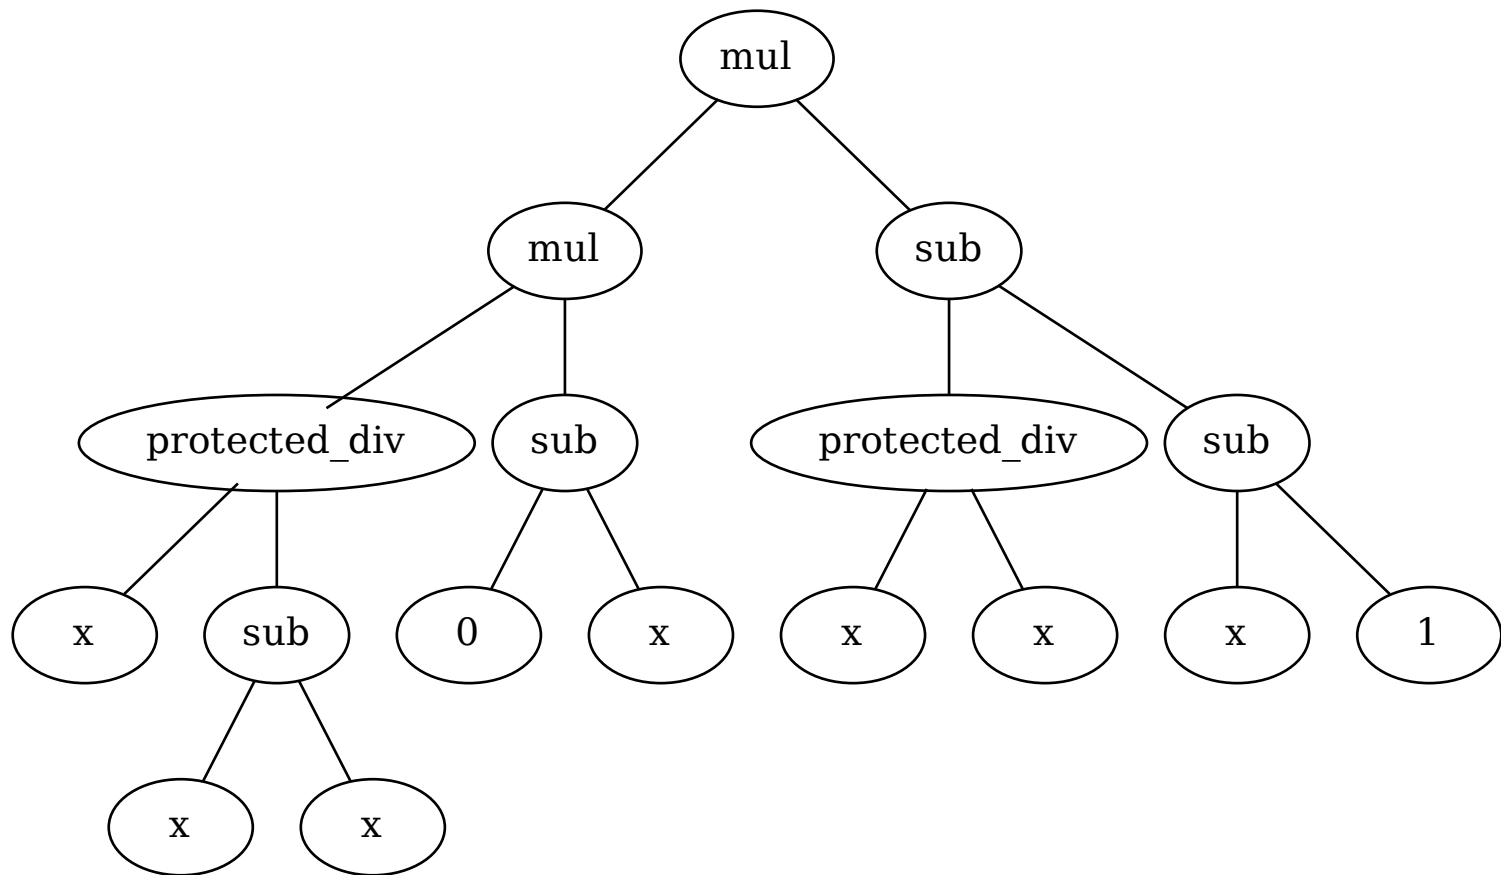 mul
mul sub
protected_div sub protected_div sub
x sub 0 x x x x 1
x x